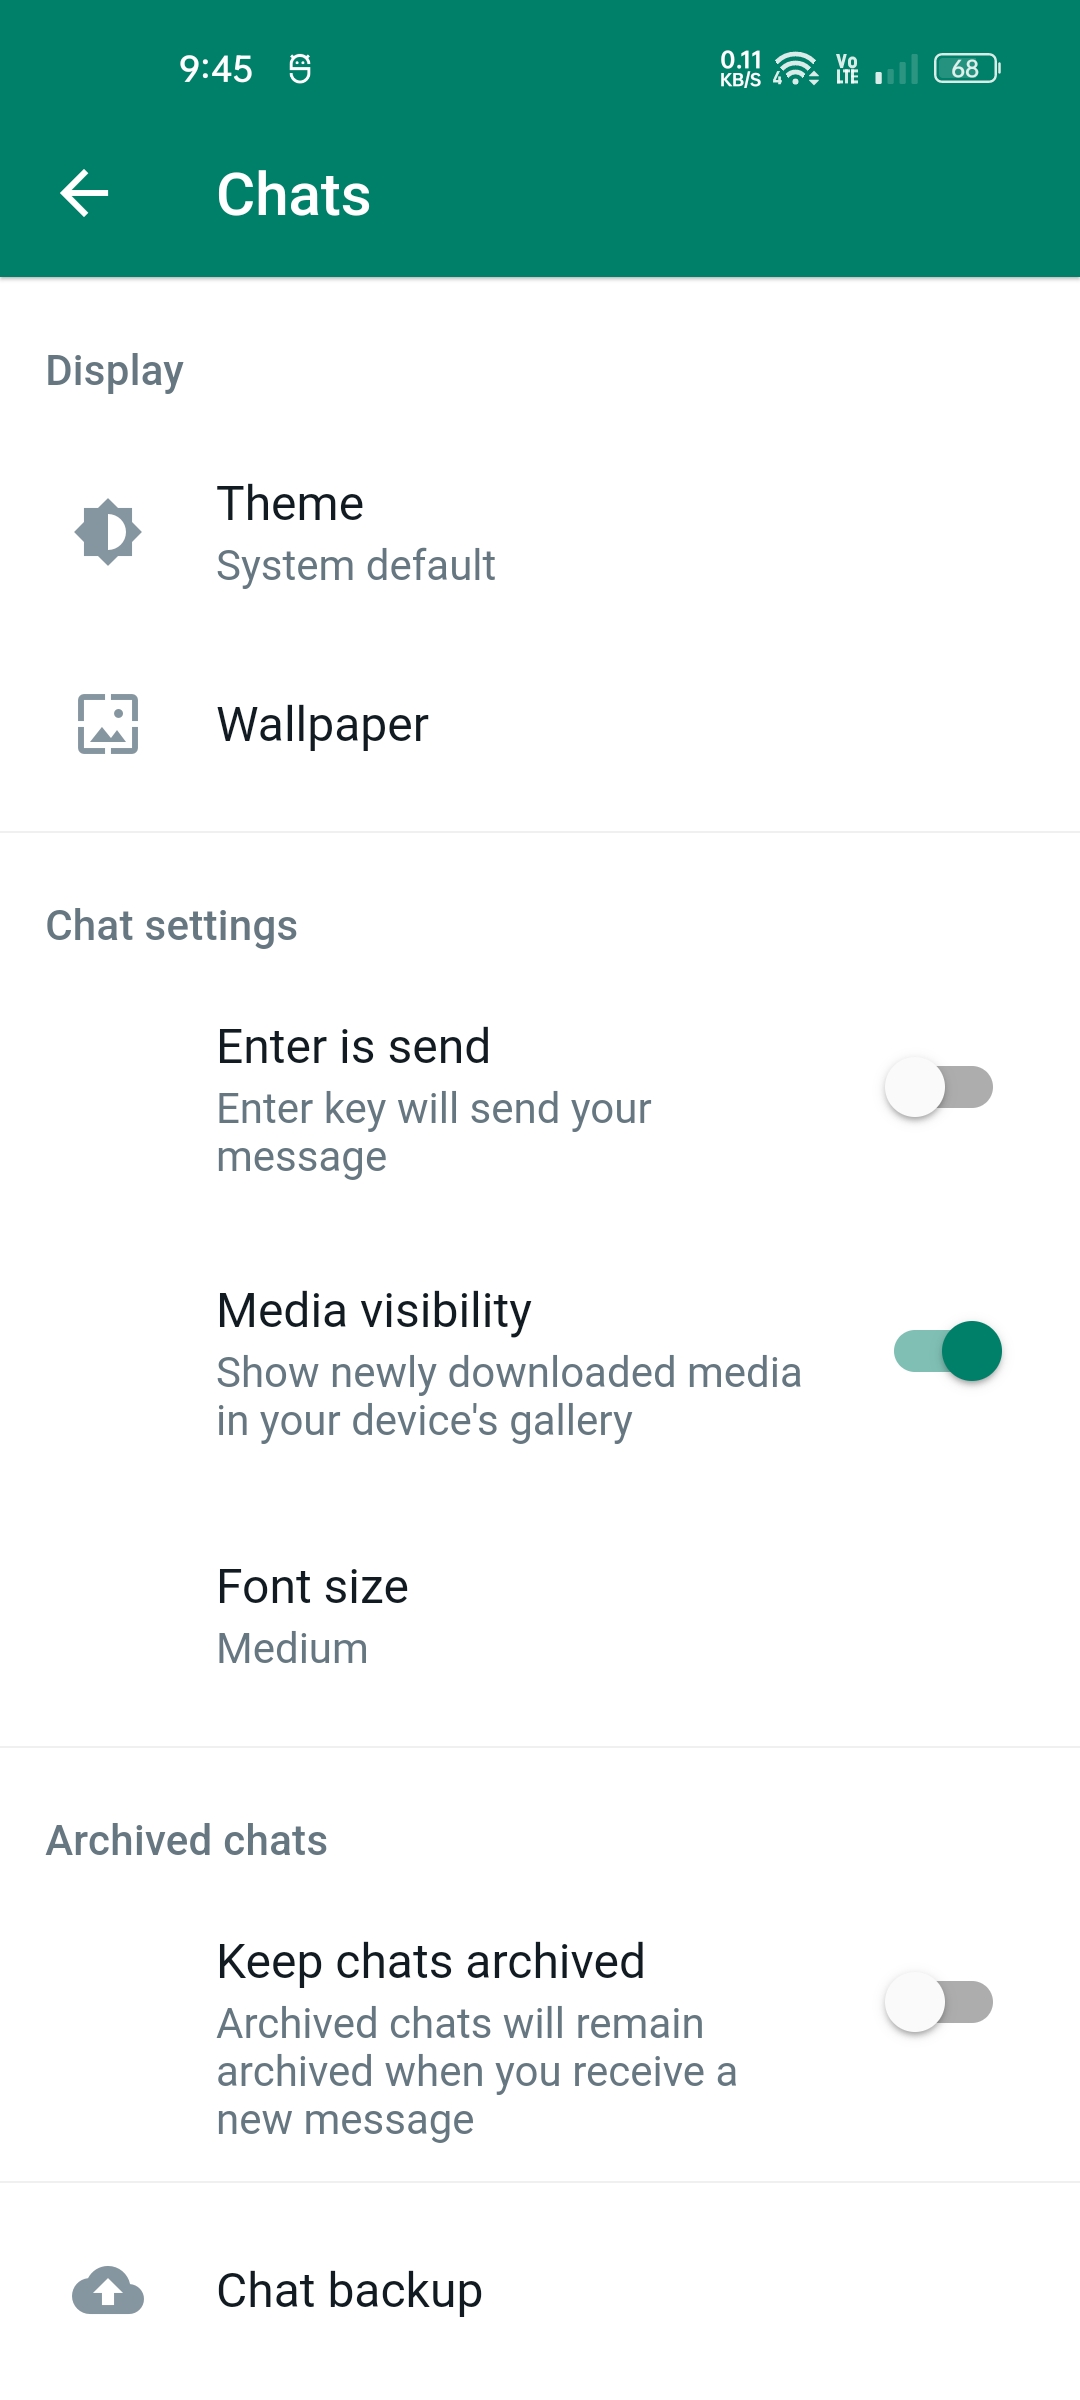 9:45
0.11
KB/S
4
Vo
LTE
68
Chats
Display
Theme
System default
Wallpaper
Chat settings
Enter is send
Enter key will send your
message
Media visibility
Show newly downloaded media
in your device's gallery
Font size
Medium
Archived chats
Keep chats archived
Archived chats will remain
archived when you receive a
new message
Chat backup